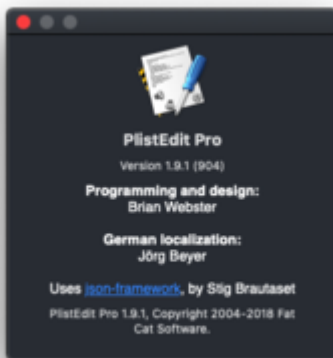 PlistEdit Pro
Version 1.9.1 (904)
Programming and design:
Brian Webster
German localization:
Jörg Beyer
Uses json-framework, by Stig Brautaset
PlistEdit Pro 1.9.1, Copyright 2004-2018 Fat
Cat Software.